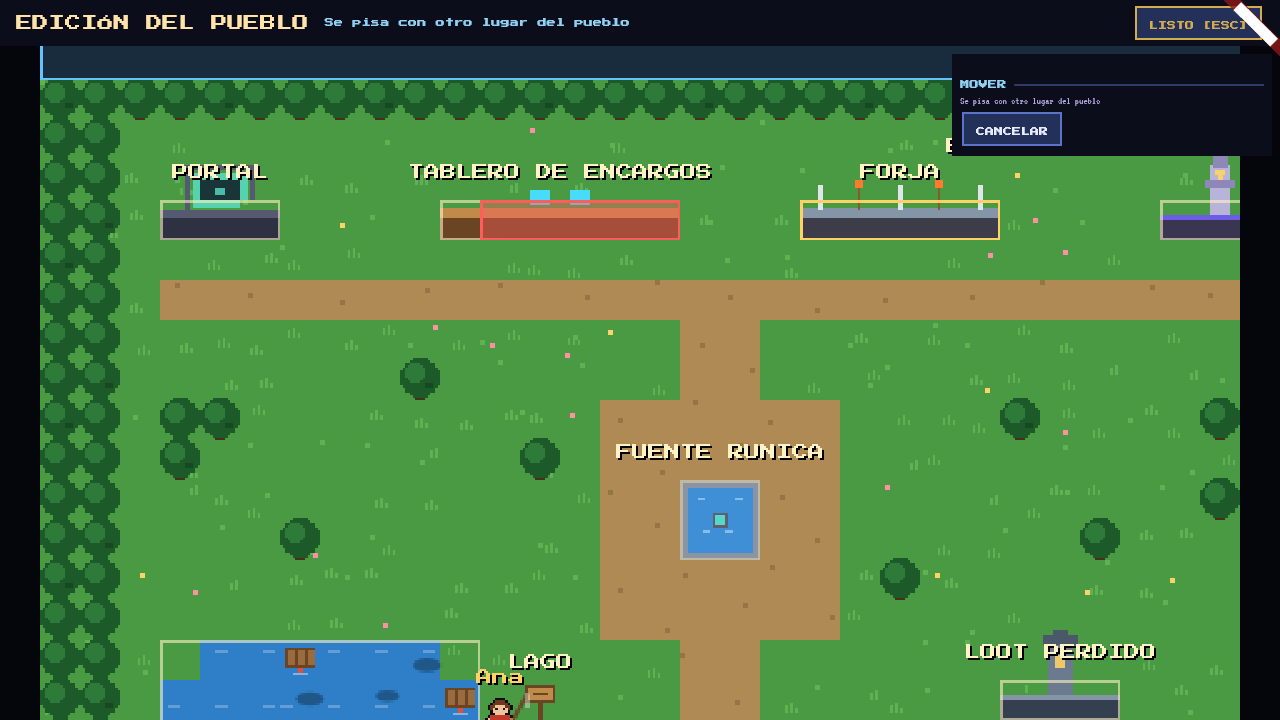 EDICIóN DEL PUEBLO
Se pisa con otro lugar del pueblo
LISTO [ESC]
MOVER
Se pisa con otro lugar del pueblo
CANCELAR
PORTAL
TABLERO DE ENCARGOS
FORJA
FUENTE RUNICA
LAGO
Ana
LOOT PERDIDO